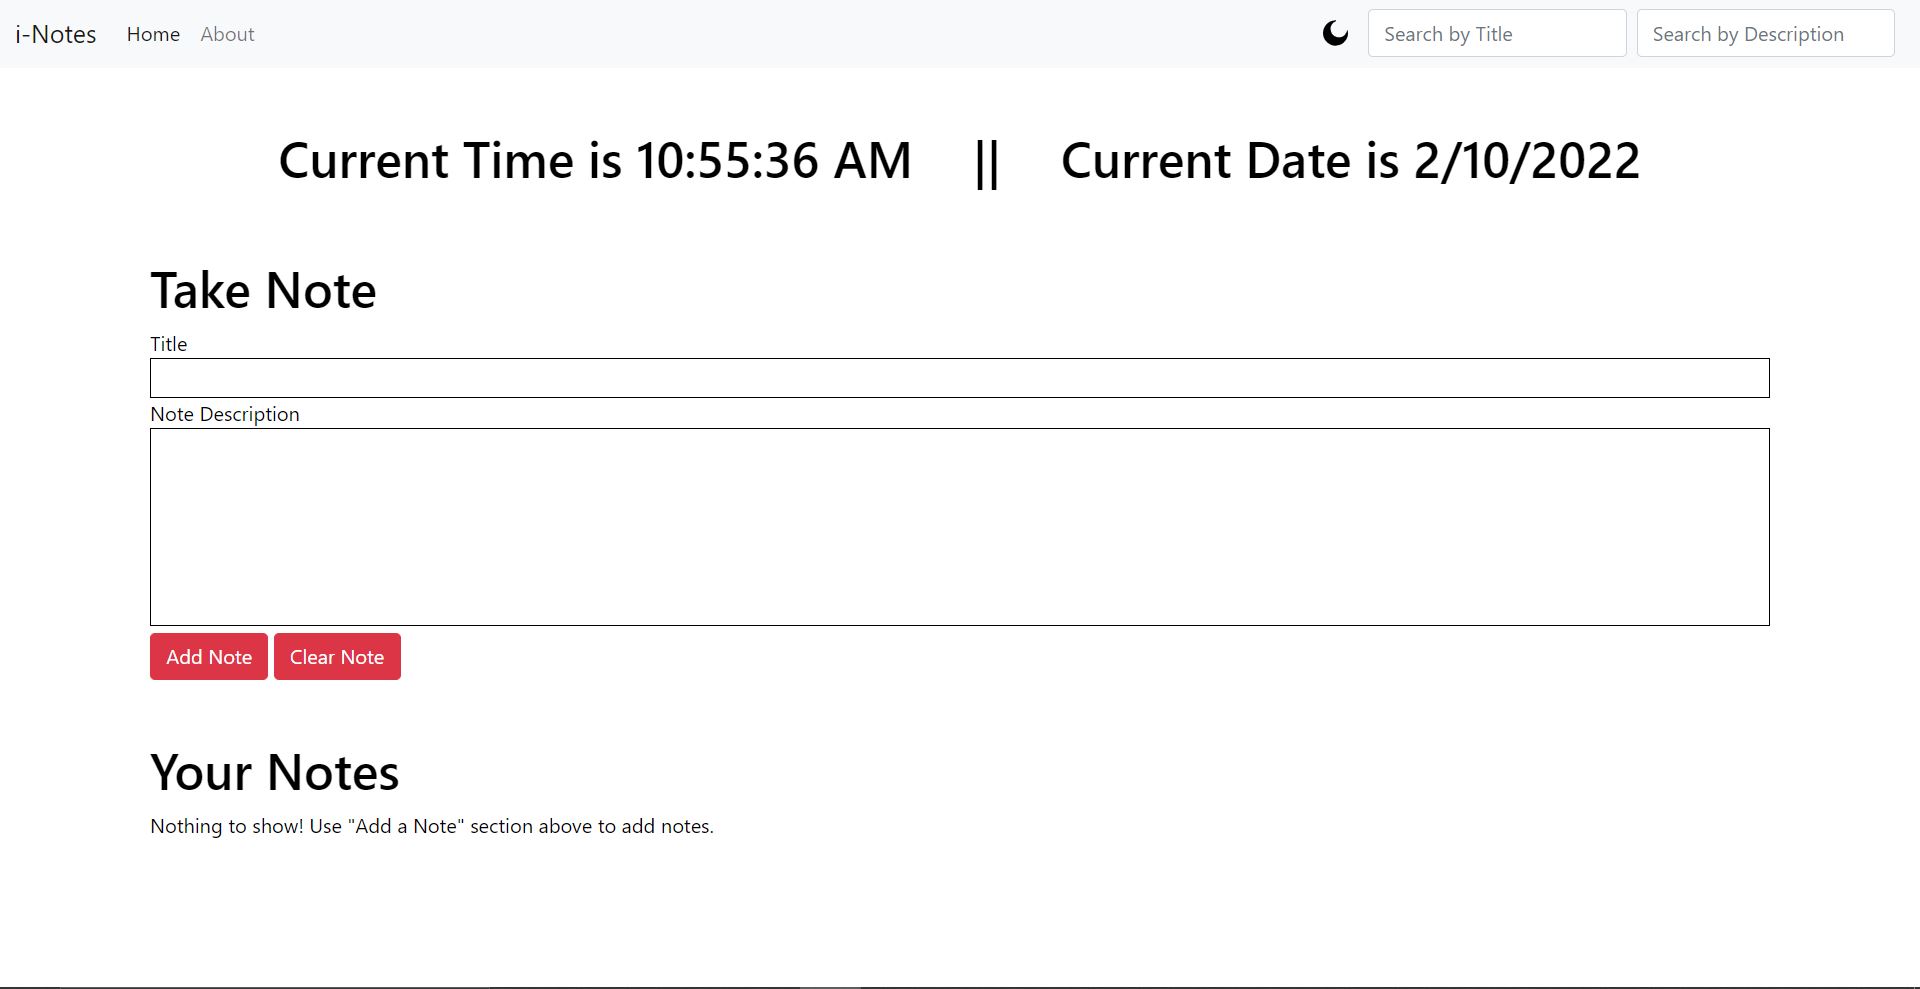 i-Notes Home About Search by Title Search by Description
Current Time is 10:55:36 AM || Current Date is 2/10/2022
Take Note
Title
Note Description
Add Note Clear Note
Your Notes
Nothing to show! Use "Add a Note" section above to add notes.